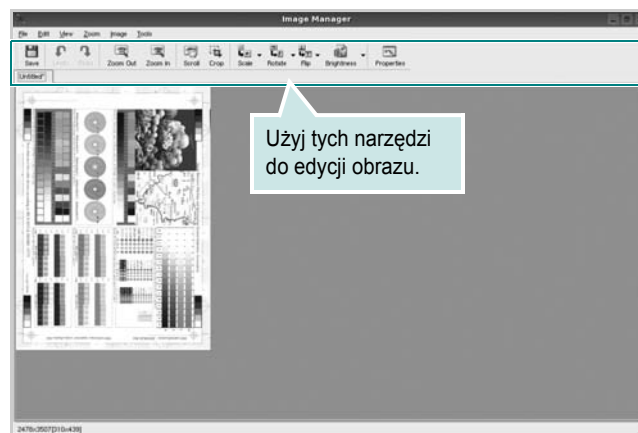 Image Manager
File Edit View Zoom Image Tools
Save Undo Redo Zoom Out Zoom In Scroll Crop Scale Rotate Flip Brightness Properties
Untitled*
Użyj tych narzędzi
do edycji obrazu.
2478x3507[310x439]